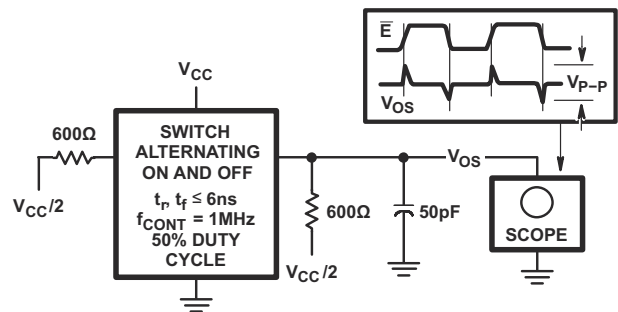 E
V_OS
V_P–P
V_CC
600Ω
V_CC/2
SWITCH
ALTERNATING
ON AND OFF
t_r, t_f ≤ 6ns
f_CONT = 1MHz
50% DUTY
CYCLE
V_OS
600Ω
50pF
V_CC/2
SCOPE